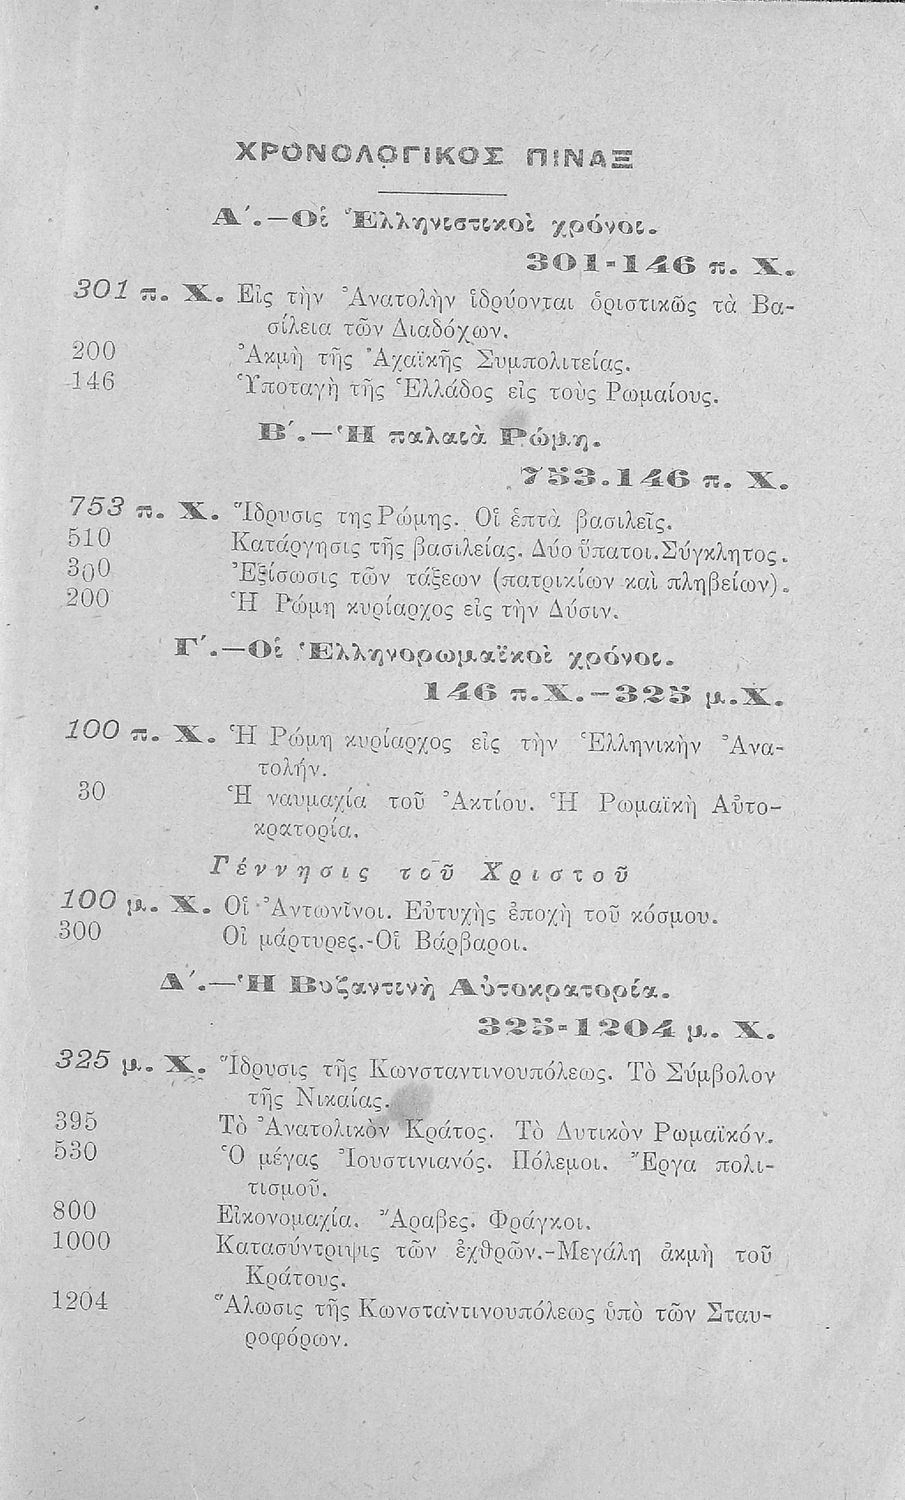 ΧΡΟΝΟΛΟΓΙΚΟΣ ΠΙΝΑΞ
Α΄.—Οἱ Ἑλληνιστικοὶ χρόνοι.
301-146 π. Χ.
301 π. Χ. Εἰς τὴν Ἀνατολὴν ἱδρύονται ὁριστικῶς τὰ Βα-
σίλεια τῶν Διαδόχων.
200 Ἀκμὴ τῆς Ἀχαϊκῆς Συμπολιτείας.
146 Ὑποταγὴ τῆς Ἑλλάδος εἰς τοὺς Ρωμαίους.
Β΄.—Ἡ παλαιὰ Ρώμη.
753.146 π. Χ.
753 π. Χ. Ἵδρυσις της Ρώμης. Οἱ ἑπτὰ βασιλεῖς.
510 Κατάργησις τῆς βασιλείας. Δύο ὕπατοι. Σύγκλητος.
300 Ἐξίσωσις τῶν τάξεων (πατρικίων καὶ πληβείων).
200 Ἡ Ρώμη κυρίαρχος εἰς τὴν Δύσιν.
Γ΄.—Οἱ Ἑλληνορωμαϊκοὶ χρόνοι.
146 π.Χ.—325 μ.Χ.
100 π. Χ. Ἡ Ρώμη κυρίαρχος εἰς τὴν Ἑλληνικὴν Ἀνα-
τολήν.
30 Ἡ ναυμαχία τοῦ Ἀκτίου. Ἡ Ρωμαϊκὴ Αὐτο-
κρατορία.
Γέννησις τοῦ Χριστοῦ
100 μ. Χ. Οἱ Ἀντωνῖνοι. Εὐτυχὴς ἐποχὴ τοῦ κόσμου.
300 Οἱ μάρτυρες.-Οἱ Βάρβαροι.
Δ΄.—Ἡ Βυζαντινὴ Αὐτοκρατορία.
325-1204 μ. Χ.
325 μ. Χ. Ἵδρυσις τῆς Κωνσταντινουπόλεως. Τὸ Σύμβολον
τῆς Νικαίας.
395 Τὸ Ἀνατολικὸν Κράτος. Τὸ Δυτικὸν Ρωμαϊκόν.
530 Ὁ μέγας Ἰουστινιανός. Πόλεμοι. Ἔργα πολι-
τισμοῦ.
800 Εἰκονομαχία. Ἄραβες. Φράγκοι.
1000 Κατασύντριψις τῶν ἐχθρῶν.-Μεγάλη ἀκμὴ τοῦ
Κράτους.
1204 Ἅλωσις τῆς Κωνσταντινουπόλεως ὑπὸ τῶν Σταυ-
ροφόρων.